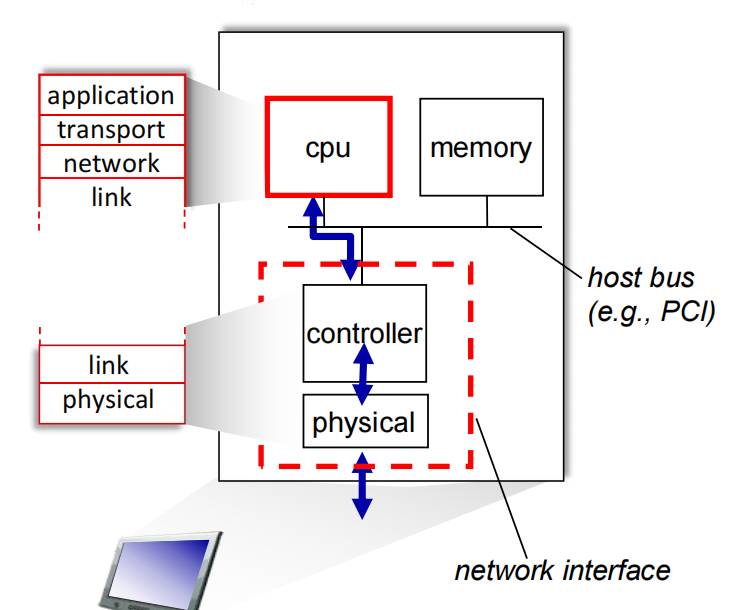 application
transport
network
link
cpu
memory
host bus
(e.g., PCI)
controller
link
physical
physical
network interface